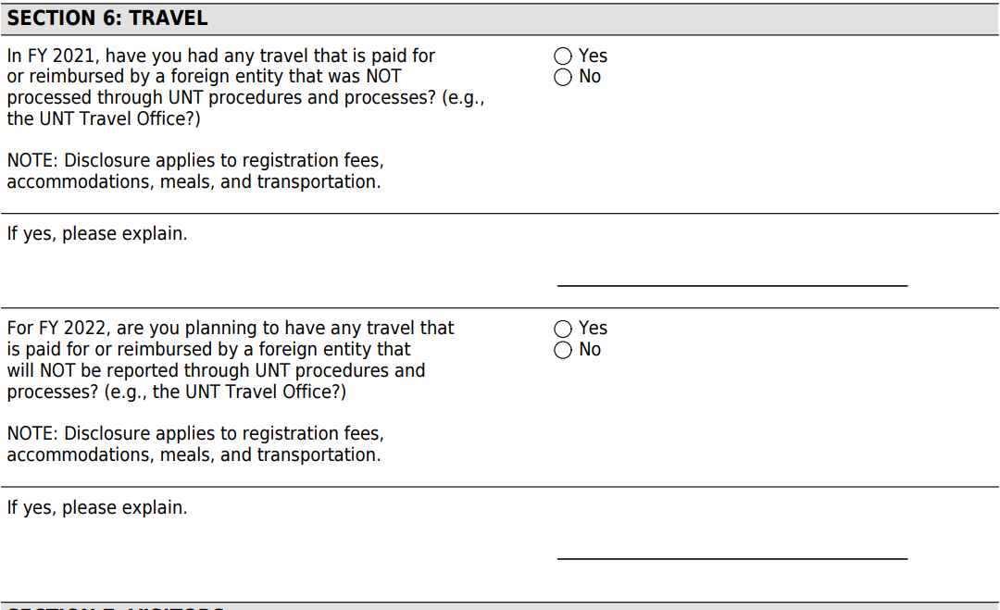 SECTION 6: TRAVEL
In FY 2021, have you had any travel that is paid for
or reimbursed by a foreign entity that was NOT
processed through UNT procedures and processes? (e.g.,
the UNT Travel Office?)
Yes
No
NOTE: Disclosure applies to registration fees,
accommodations, meals, and transportation.
If yes, please explain.
For FY 2022, are you planning to have any travel that
is paid for or reimbursed by a foreign entity that
will NOT be reported through UNT procedures and
processes? (e.g., the UNT Travel Office?)
Yes
No
NOTE: Disclosure applies to registration fees,
accommodations, meals, and transportation.
If yes, please explain.